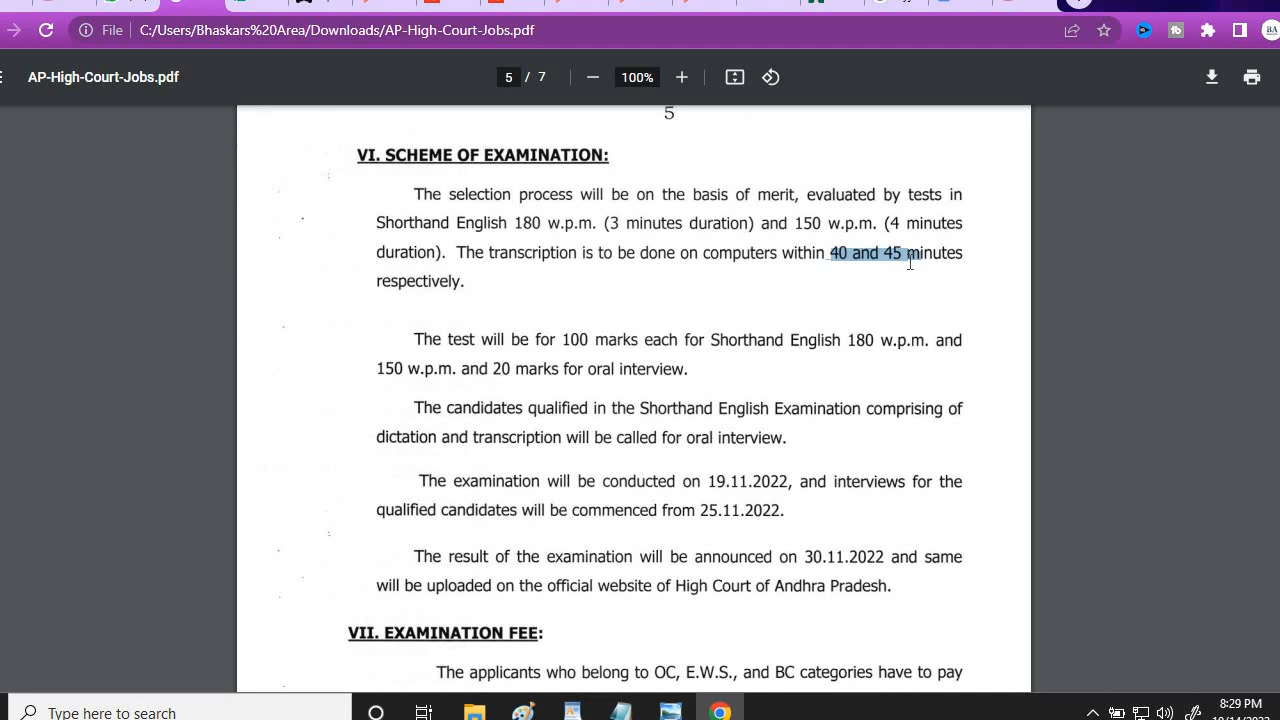 File
C:/Users/Bhaskars%20Area/Downloads/AP-High-Court-Jobs.pdf
BA
AP-High-Court-Jobs.pdf
5 / 7
100%
5
VI. SCHEME OF EXAMINATION:
The selection process will be on the basis of merit, evaluated by tests in
Shorthand English 180 w.p.m. (3 minutes duration) and 150 w.p.m. (4 minutes
duration). The transcription is to be done on computers within 40 and 45 minutes
respectively.
The test will be for 100 marks each for Shorthand English 180 w.p.m. and
150 w.p.m. and 20 marks for oral interview.
The candidates qualified in the Shorthand English Examination comprising of
dictation and transcription will be called for oral interview.
The examination will be conducted on 19.11.2022, and interviews for the
qualified candidates will be commenced from 25.11.2022.
The result of the examination will be announced on 30.11.2022 and same
will be uploaded on the official website of High Court of Andhra Pradesh.
VII. EXAMINATION FEE:
The applicants who belong to OC, E.W.S., and BC categories have to pay
Type here to search
8:29 PM